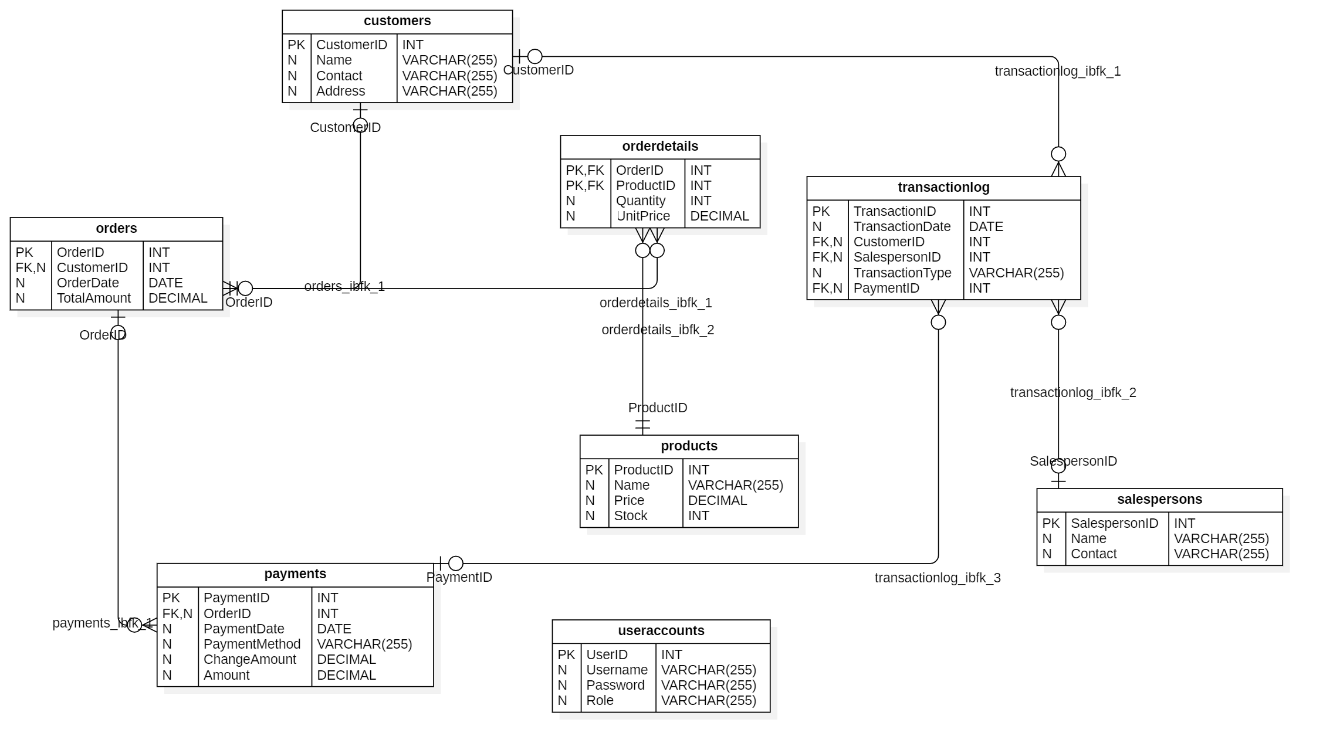 customers
PK CustomerID INT
N Name VARCHAR(255)
N Contact VARCHAR(255)
N Address VARCHAR(255)
CustomerID
transactionlog_ibfk_1
CustomerID
orderdetails
PK,FK OrderID INT
PK,FK ProductID INT
N Quantity INT
N UnitPrice DECIMAL
transactionlog
PK TransactionID INT
N TransactionDate DATE
FK,N CustomerID INT
FK,N SalespersonID INT
N TransactionType VARCHAR(255)
FK,N PaymentID INT
orders
PK OrderID INT
FK,N CustomerID INT
N OrderDate DATE
N TotalAmount DECIMAL
orders_ibfk_1
OrderID
orderdetails_ibfk_1
orderdetails_ibfk_2
OrderID
transactionlog_ibfk_2
ProductID
products
PK ProductID INT
N Name VARCHAR(255)
N Price DECIMAL
N Stock INT
SalespersonID
salespersons
PK SalespersonID INT
N Name VARCHAR(255)
N Contact VARCHAR(255)
PaymentID
transactionlog_ibfk_3
payments
PK PaymentID INT
FK,N OrderID INT
N PaymentDate DATE
N PaymentMethod VARCHAR(255)
N ChangeAmount DECIMAL
N Amount DECIMAL
payments_ibfk_1
useraccounts
PK UserID INT
N Username VARCHAR(255)
N Password VARCHAR(255)
N Role VARCHAR(255)